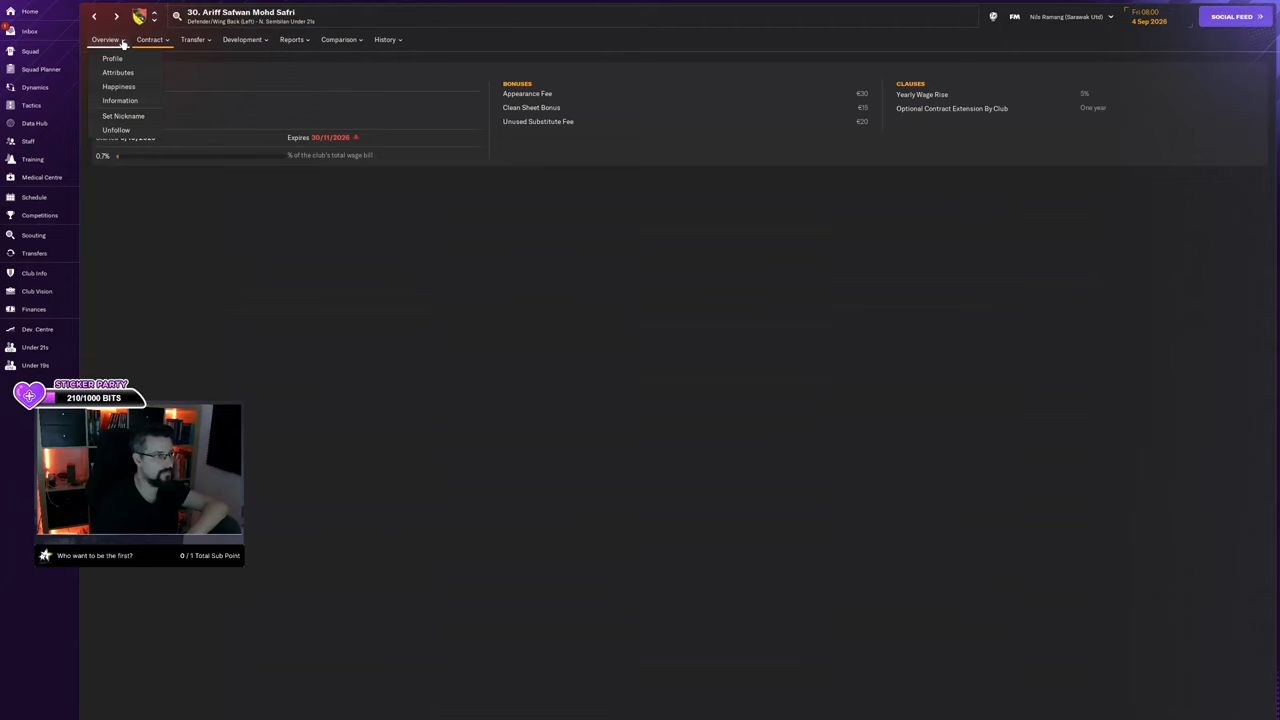 30. Ariff Safwan Mohd Safri
Defender/Wing Back (Left) - N. Sembilan Under 21s
FM
Nils Ramang (Sarawak Utd)
Fri 08:00
4 Sep 2026
SOCIAL FEED
Home
1
Inbox
Squad
Squad Planner
Dynamics
Tactics
Data Hub
Staff
Training
Medical Centre
Schedule
Competitions
Scouting
Transfers
Club Info
Club Vision
Finances
Dev. Centre
Under 21s
Under 19s
Overview
Contract
Transfer
Development
Reports
Comparison
History
Profile
Attributes
Happiness
Information
Set Nickname
Unfollow
Expires 30/11/2026
0.7%
% of the club's total wage bill
BONUSES
Appearance Fee €30
Clean Sheet Bonus €15
Unused Substitute Fee €20
CLAUSES
Yearly Wage Rise 5%
Optional Contract Extension By Club One year
STICKER PARTY
210/1000 BITS
Who want to be the first? 0 / 1 Total Sub Point